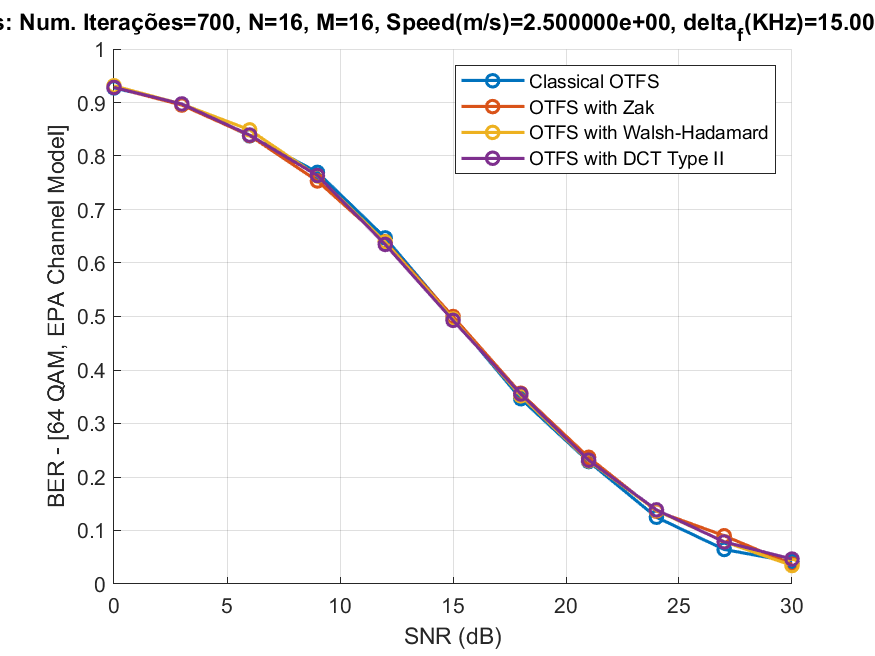 s: Num. Iterações=700, N=16, M=16, Speed(m/s)=2.500000e+00, delta_f(KHz)=15.00
Classical OTFS
OTFS with Zak
OTFS with Walsh-Hadamard
OTFS with DCT Type II
BER - [64 QAM, EPA Channel Model]
1
0.9
0.8
0.7
0.6
0.5
0.4
0.3
0.2
0.1
0
0 5 10 15 20 25 30
SNR (dB)